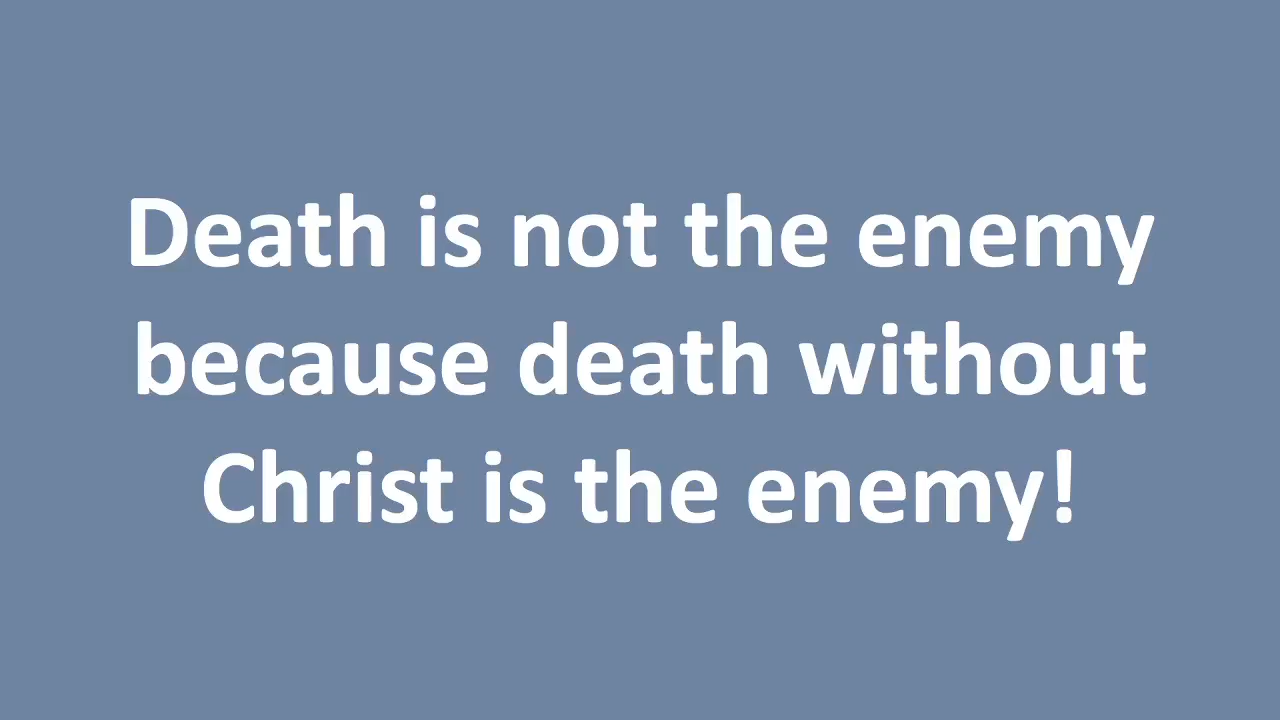 Death is not the enemy
because death without
Christ is the enemy!